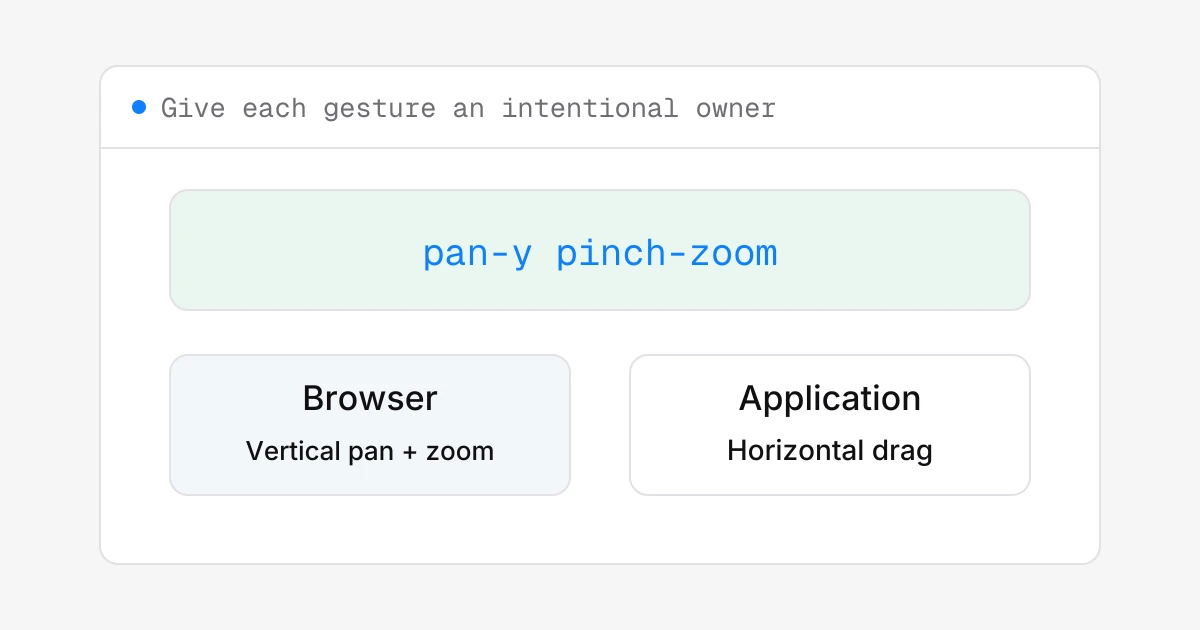 Give each gesture an intentional owner
pan-y pinch-zoom
Browser
Vertical pan + zoom
Application
Horizontal drag